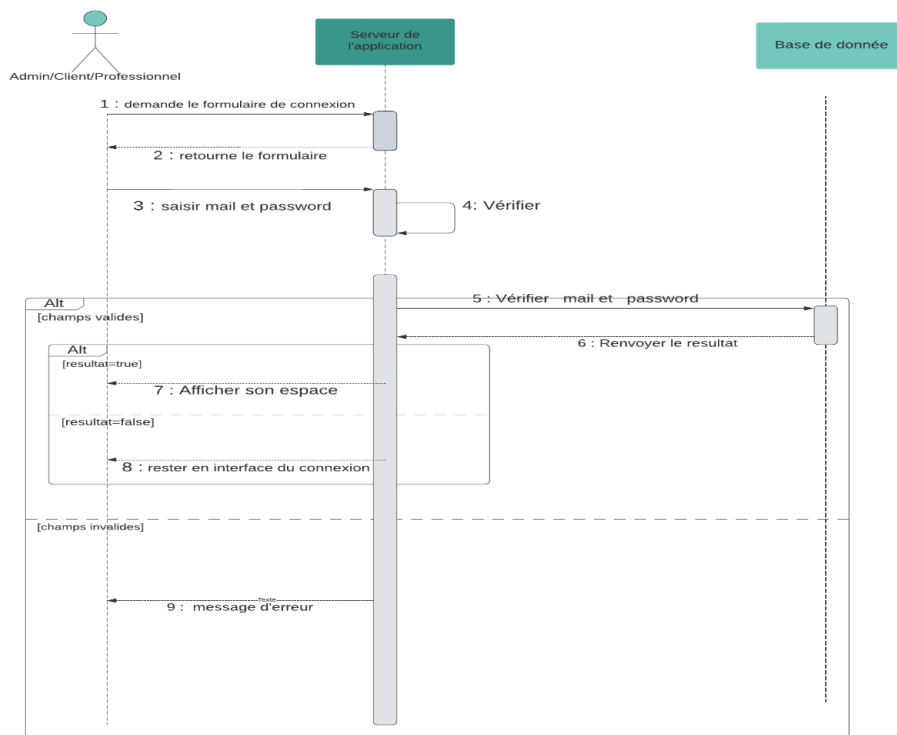 Serveur de
l'application
Base de donnée
Admin/Client/Professionnel
1 : demande le formulaire de connexion
2 : retourne le formulaire
3 : saisir mail et password
4: Vérifier
Alt
5 : Vérifier mail et password
[champs valides]
6 : Renvoyer le resultat
Alt
[resultat=true]
7 : Afficher son espace
[resultat=false]
8 : rester en interface du connexion
[champs invalides]
Texte
9 : message d'erreur